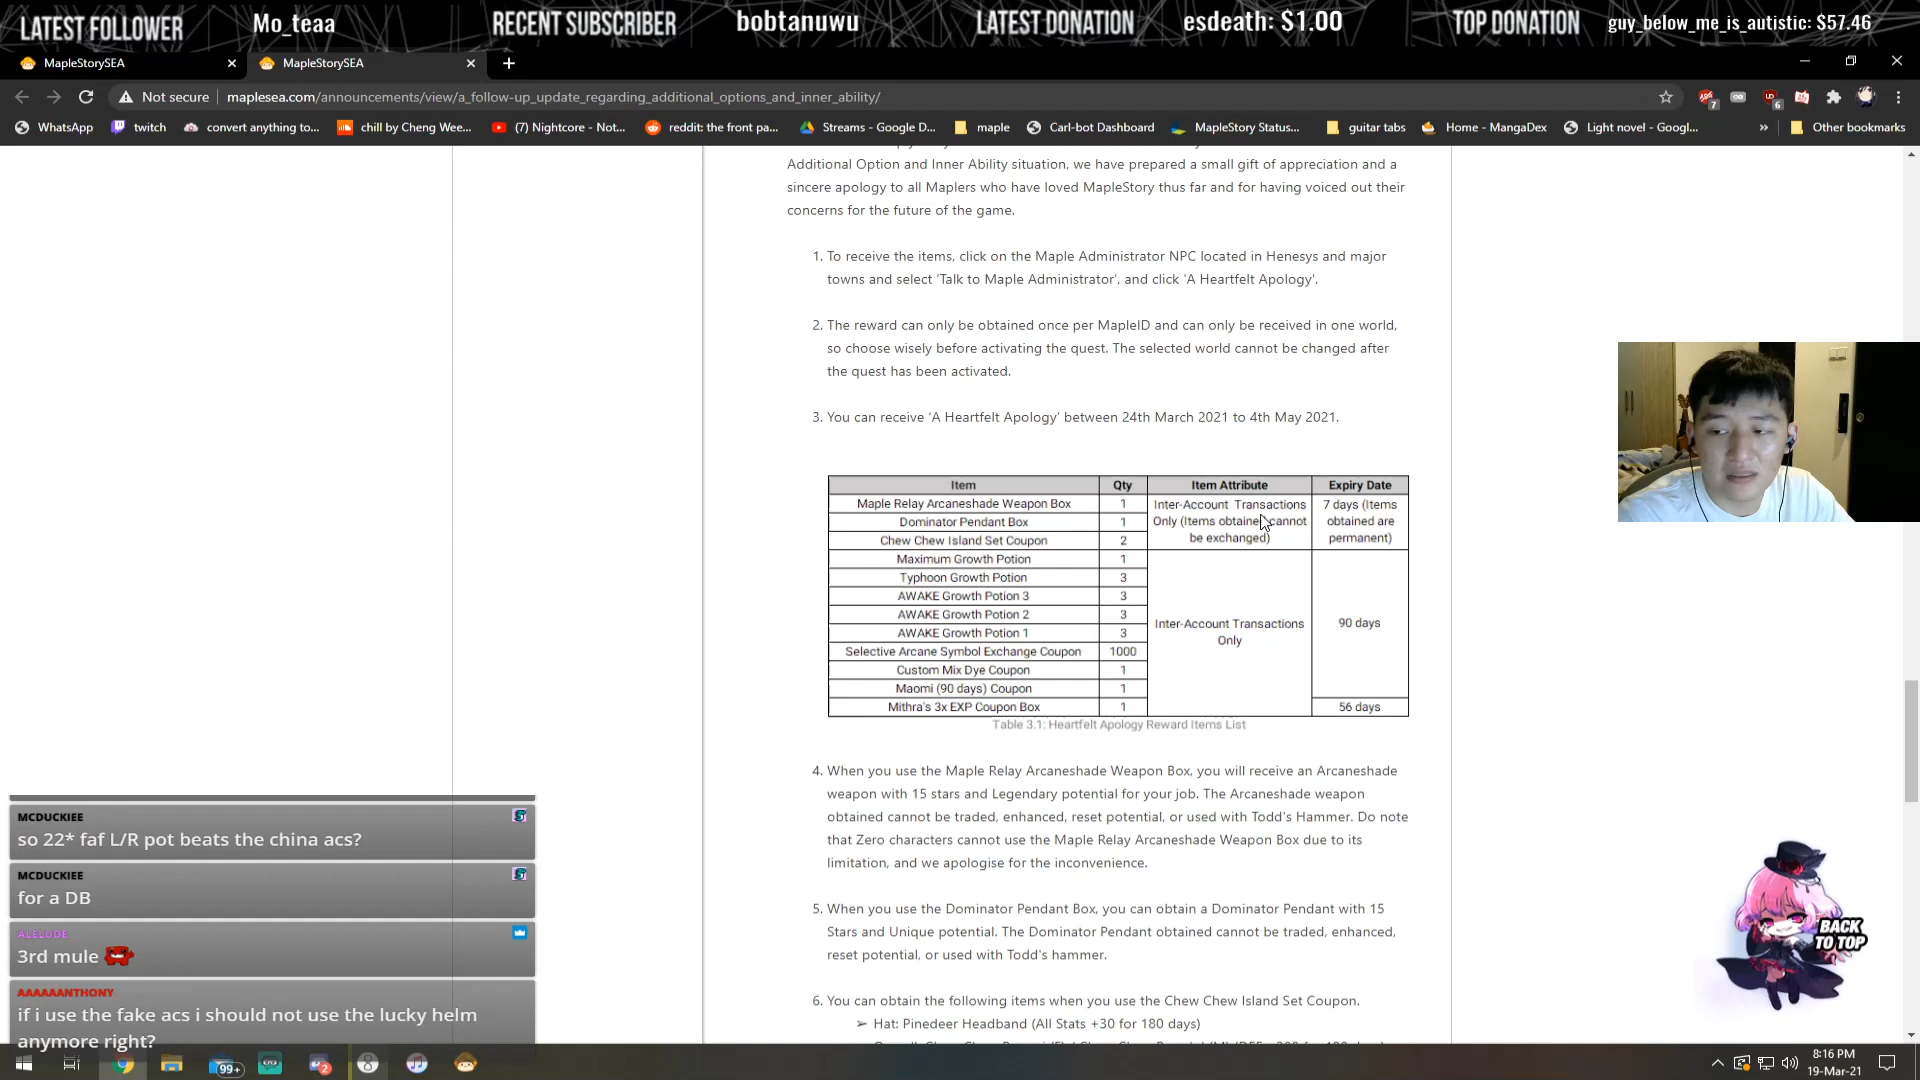 LATEST FOLLOWER Mo_teaa RECENT SUBSCRIBER bobtanuwu LATEST DONATION esdeath: $1.00 TOP DONATION guy_below_me_is_autistic: $57.46
MapleStorySEA MapleStorySEA
Not secure maplesea.com/announcements/view/a_follow-up_update_regarding_additional_options_and_inner_ability/
WhatsApp twitch convert anything to... chill by Cheng Wee... (7) Nightcore - Not... reddit: the front pa... Streams - Google D... maple Carl-bot Dashboard MapleStory Status... guitar tabs Home - MangaDex Light novel - Googl... » Other bookmarks
Additional Option and Inner Ability situation, we have prepared a small gift of appreciation and a
sincere apology to all Maplers who have loved MapleStory thus far and for having voiced out their
concerns for the future of the game.
1. To receive the items, click on the Maple Administrator NPC located in Henesys and major
towns and select ‘Talk to Maple Administrator’, and click ‘A Heartfelt Apology’.
2. The reward can only be obtained once per MapleID and can only be received in one world,
so choose wisely before activating the quest. The selected world cannot be changed after
the quest has been activated.
3. You can receive ‘A Heartfelt Apology’ between 24th March 2021 to 4th May 2021.
Item Qty Item Attribute Expiry Date
Maple Relay Arcaneshade Weapon Box 1 Inter-Account Transactions 7 days (Items
Dominator Pendant Box 1 Only (Items obtained cannot obtained are
Chew Chew Island Set Coupon 2 be exchanged) permanent)
Maximum Growth Potion 1
Typhoon Growth Potion 3
AWAKE Growth Potion 3 3
AWAKE Growth Potion 2 3
AWAKE Growth Potion 1 3
Inter-Account Transactions 90 days
Only
Selective Arcane Symbol Exchange Coupon 1000
Custom Mix Dye Coupon 1
Maomi (90 days) Coupon 1
Mithra's 3x EXP Coupon Box 1 56 days
Table 3.1: Heartfelt Apology Reward Items List
4. When you use the Maple Relay Arcaneshade Weapon Box, you will receive an Arcaneshade
weapon with 15 stars and Legendary potential for your job. The Arcaneshade weapon
obtained cannot be traded, enhanced, reset potential, or used with Todd's Hammer. Do note
that Zero characters cannot use the Maple Relay Arcaneshade Weapon Box due to its
limitation, and we apologise for the inconvenience.
5. When you use the Dominator Pendant Box, you can obtain a Dominator Pendant with 15
Stars and Unique potential. The Dominator Pendant obtained cannot be traded, enhanced,
reset potential, or used with Todd's hammer.
6. You can obtain the following items when you use the Chew Chew Island Set Coupon.
➢ Hat: Pinedeer Headband (All Stats +30 for 180 days)
MCDUCKIEE
so 22* faf L/R pot beats the china acs?
MCDUCKIEE
for a DB
ALELUDE
3rd mule
AAAAAANTHONY
if i use the fake acs i should not use the lucky helm
anymore right?
BACK
TO TOP
99+
2
8:16 PM
19-Mar-21